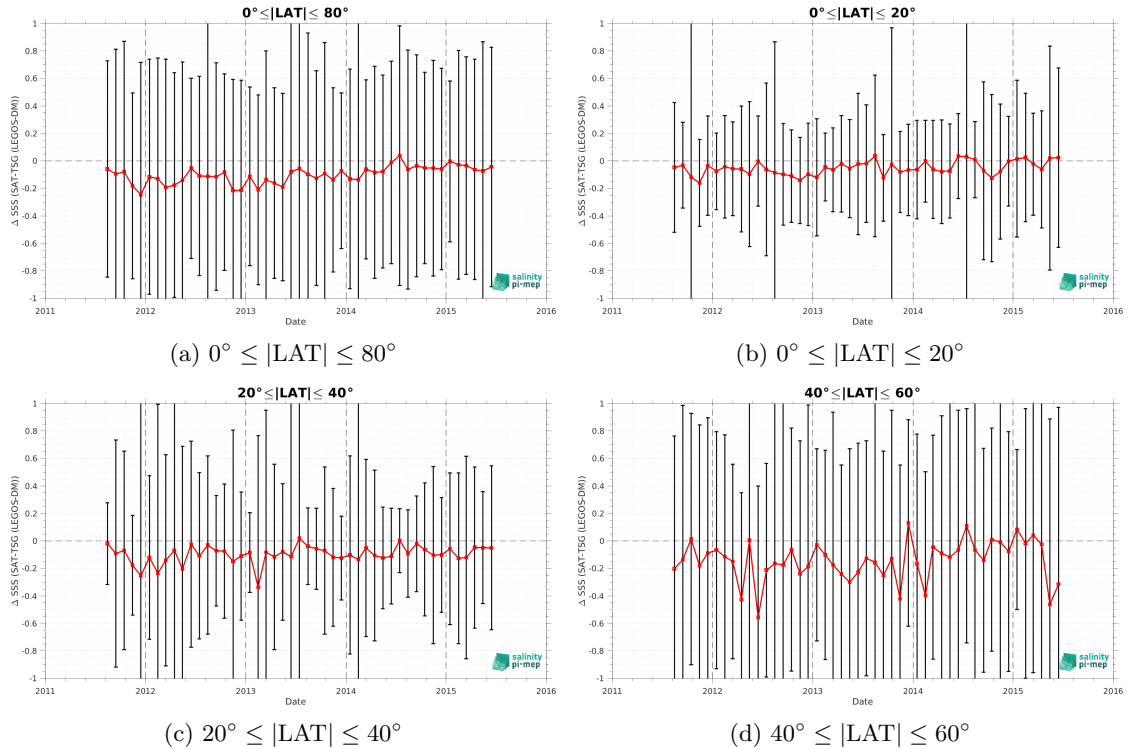 0°≤|LAT|≤ 80°
Δ SSS (SAT-TSG (LEGOS-DM))
1
0.8
0.6
0.4
0.2
0
-0.2
-0.4
-0.6
-0.8
-1
2011 2012 2013 2014 2015 2016
Date
salinity
pi-mep
(a) 0° ≤ |LAT| ≤ 80°
0°≤|LAT|≤ 20°
Δ SSS (SAT-TSG (LEGOS-DM))
1
0.8
0.6
0.4
0.2
0
-0.2
-0.4
-0.6
-0.8
-1
2011 2012 2013 2014 2015 2016
Date
salinity
pi-mep
(b) 0° ≤ |LAT| ≤ 20°
20°≤|LAT|≤ 40°
Δ SSS (SAT-TSG (LEGOS-DM))
1
0.8
0.6
0.4
0.2
0
-0.2
-0.4
-0.6
-0.8
-1
2011 2012 2013 2014 2015 2016
Date
salinity
pi-mep
(c) 20° ≤ |LAT| ≤ 40°
40°≤|LAT|≤ 60°
Δ SSS (SAT-TSG (LEGOS-DM))
1
0.8
0.6
0.4
0.2
0
-0.2
-0.4
-0.6
-0.8
-1
2011 2012 2013 2014 2015 2016
Date
salinity
pi-mep
(d) 40° ≤ |LAT| ≤ 60°